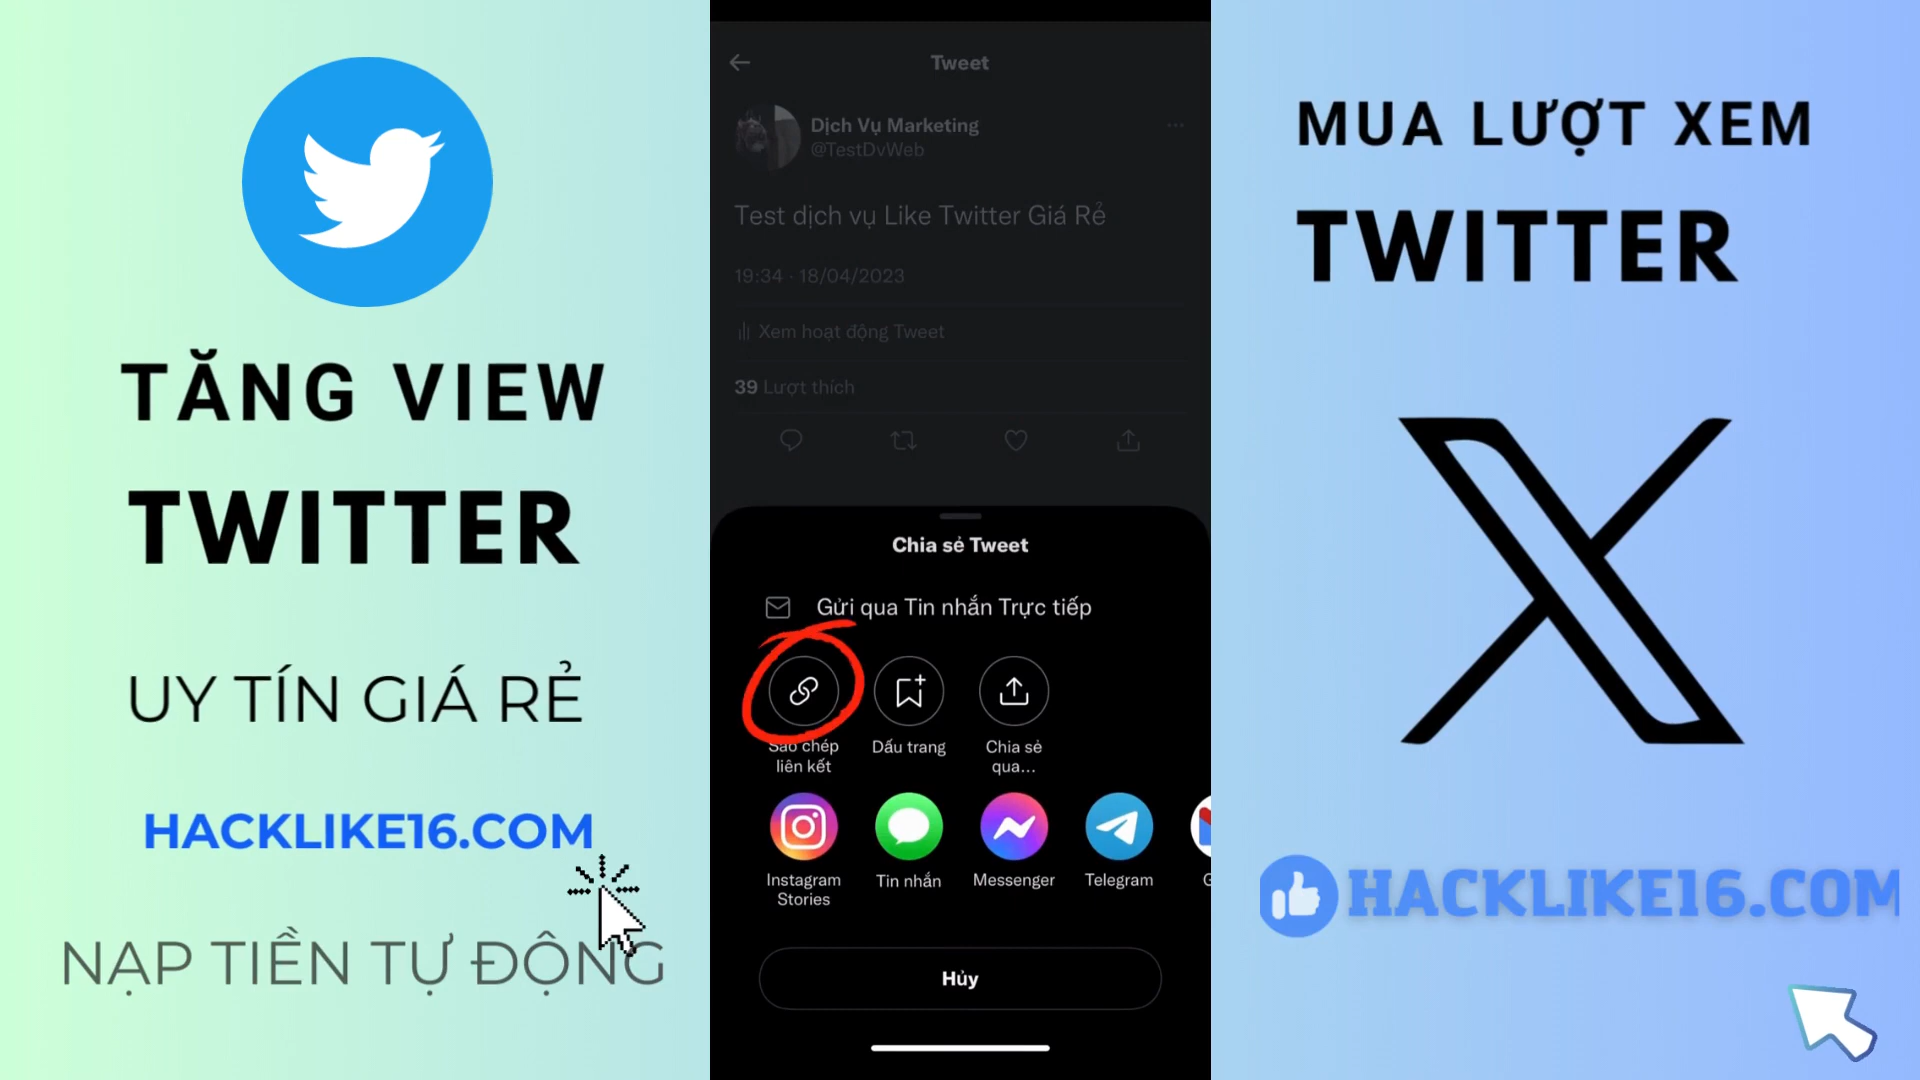 TĂNG VIEW
TWITTER
UY TÍN GIÁ RẺ
HACKLIKE16.COM
NẠP TIỀN TỰ ĐỘNG
Tweet
Dịch Vụ Marketing
@TestDvWeb
Test dịch vụ Like Twitter Giá Rẻ
19:34 · 18/04/2023
Xem hoạt động Tweet
39 Lượt thích
Chia sẻ Tweet
Gửi qua Tin nhắn Trực tiếp
Sao chép
liên kết
Dấu trang
Chia sẻ
qua...
Instagram
Stories
Tin nhắn
Messenger
Telegram
G
Hủy
MUA LƯỢT XEM
TWITTER
HACKLIKE16.COM